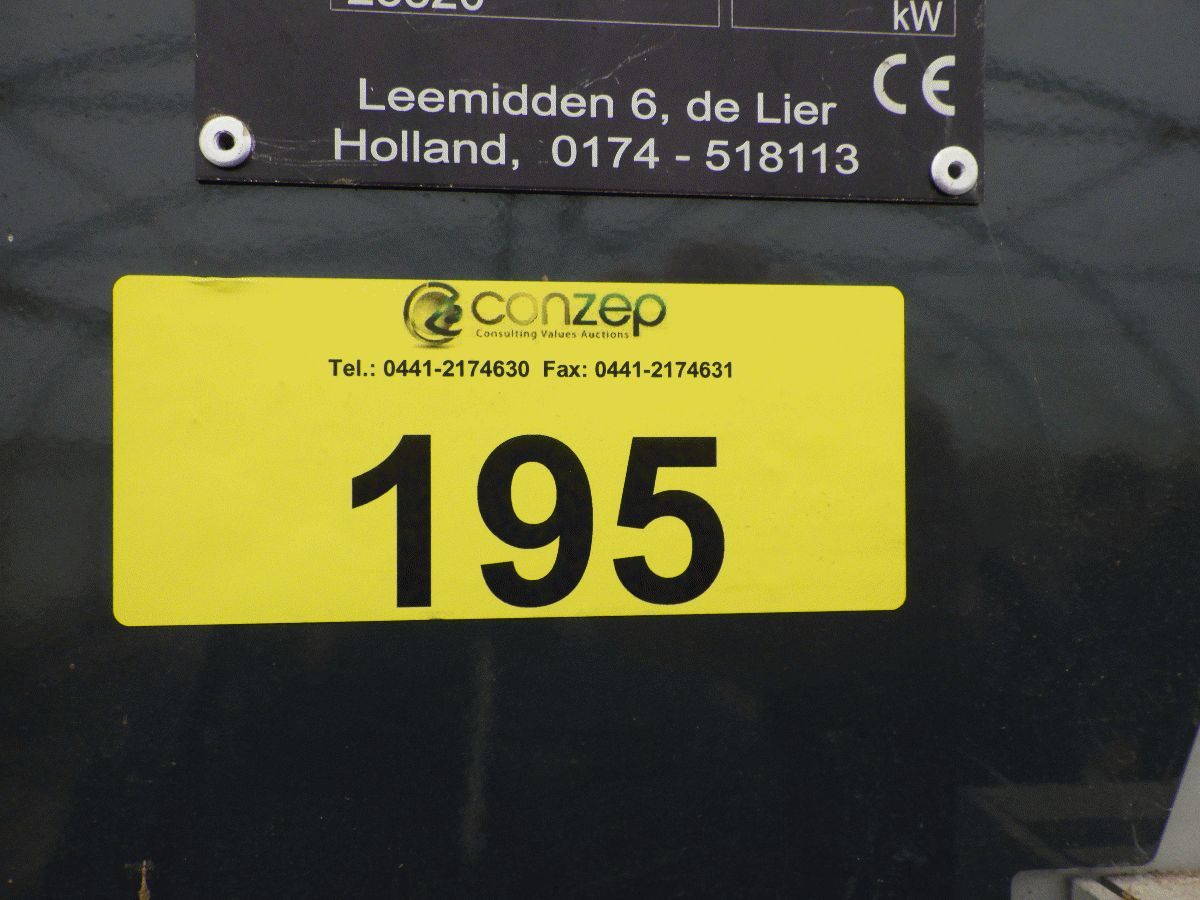 kW
CE
Leemidden 6, de Lier
Holland, 0174 - 518113
conzep
Consulting Values Auctions
Tel.: 0441-2174630 Fax: 0441-2174631
195